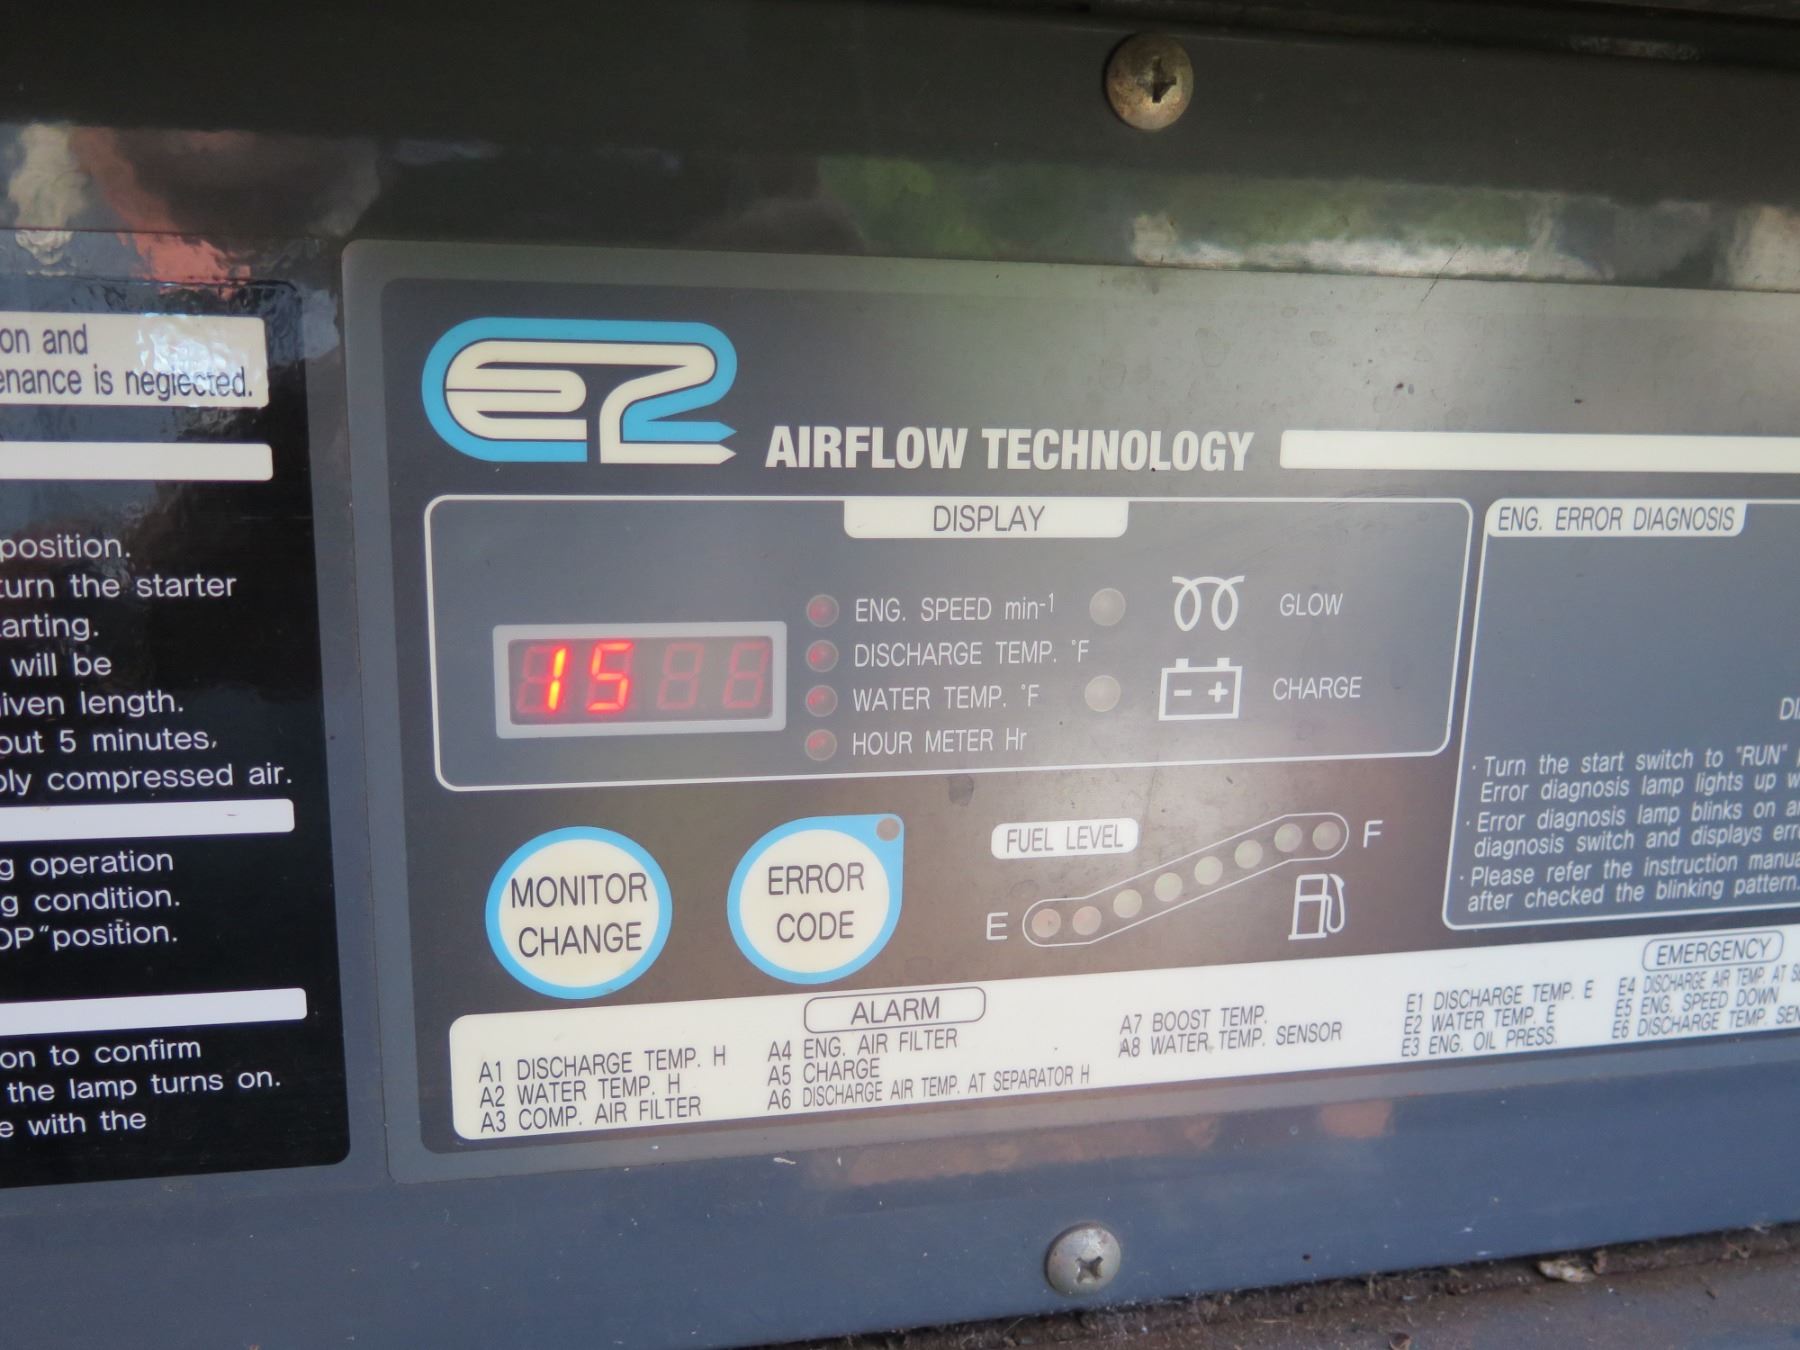 on and
enance is neglected.
position.
turn the starter
arting.
will be
iven length.
out 5 minutes,
ply compressed air.
g operation
g condition.
OP"position.
on to confirm
the lamp turns on.
e with the
E2 AIRFLOW TECHNOLOGY
DISPLAY
15
ENG. SPEED min-1
DISCHARGE TEMP. °F
WATER TEMP. °F
HOUR METER Hr
GLOW
- +
CHARGE
MONITOR
CHANGE
ERROR
CODE
FUEL LEVEL
E
F
ENG. ERROR DIAGNOSIS
DI
· Turn the start switch to "RUN"
Error diagnosis lamp lights up w
· Error diagnosis lamp blinks on a
diagnosis switch and displays erro
· Please refer the instruction manua
after checked the blinking pattern.
ALARM
A1 DISCHARGE TEMP. H
A2 WATER TEMP. H
A3 COMP. AIR FILTER
A4 ENG. AIR FILTER
A5 CHARGE
A6 DISCHARGE AIR TEMP. AT SEPARATOR H
A7 BOOST TEMP.
A8 WATER TEMP. SENSOR
EMERGENCY
E1 DISCHARGE TEMP. E
E2 WATER TEMP. E
E3 ENG. OIL PRESS.
E4 DISCHARGE AIR TEMP. AT SE
E5 ENG. SPEED DOWN
E6 DISCHARGE TEMP. SEN